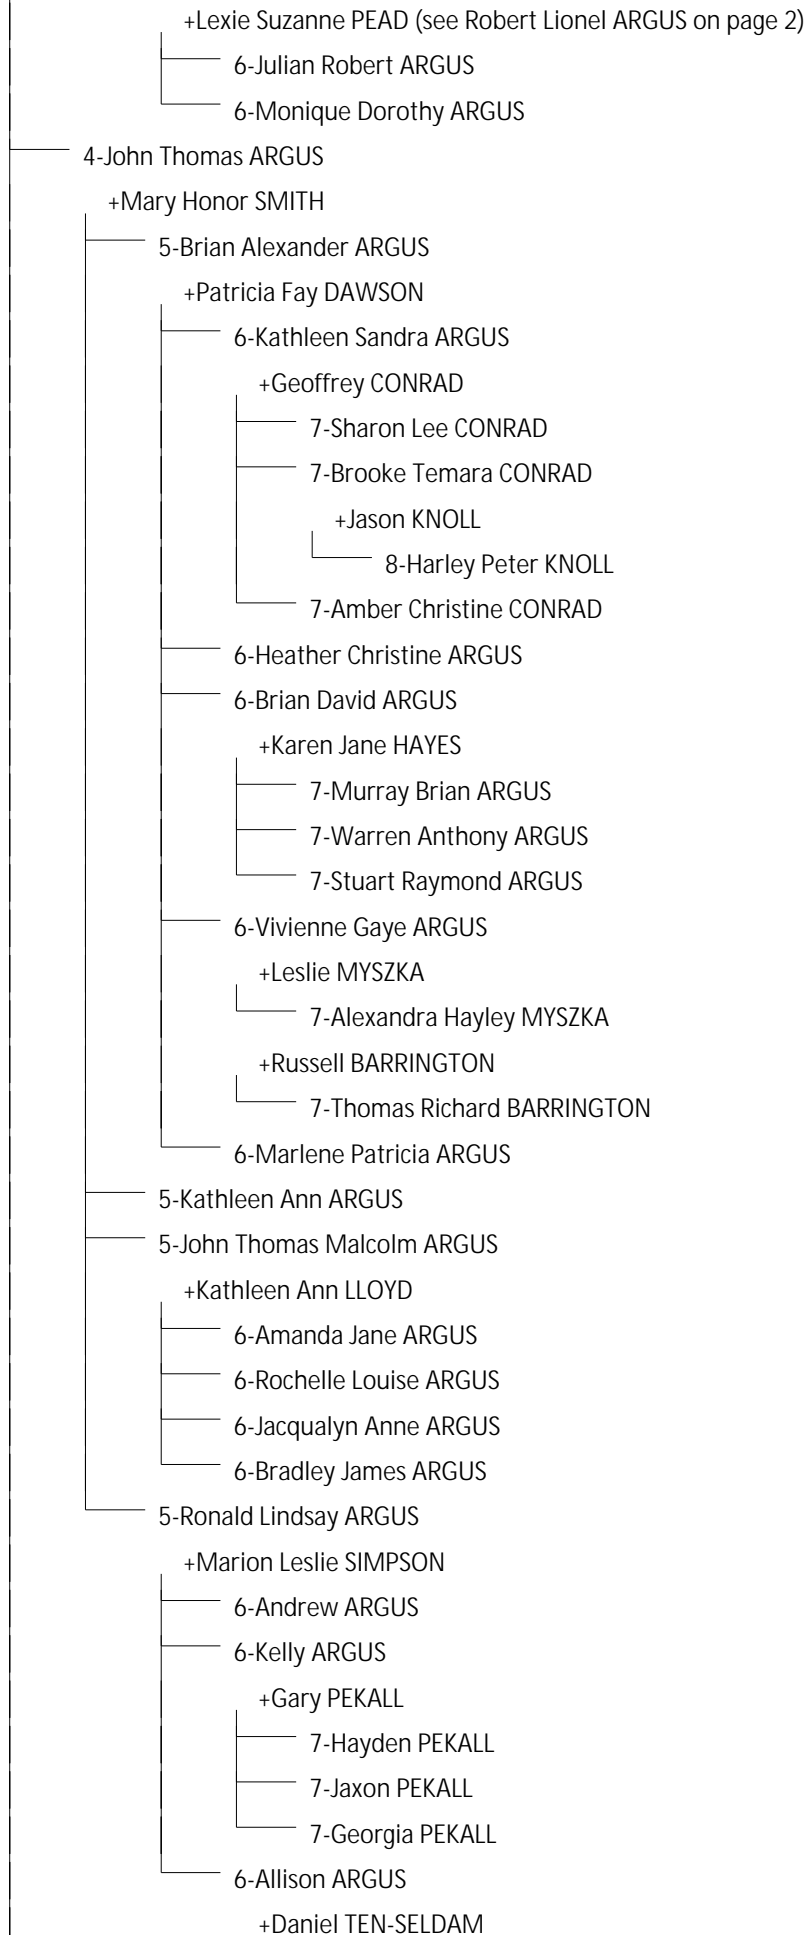 +Lexie Suzanne PEAD (see Robert Lionel ARGUS on page 2)
6-Julian Robert ARGUS
6-Monique Dorothy ARGUS
4-John Thomas ARGUS
+Mary Honor SMITH
5-Brian Alexander ARGUS
+Patricia Fay DAWSON
6-Kathleen Sandra ARGUS
+Geoffrey CONRAD
7-Sharon Lee CONRAD
7-Brooke Temara CONRAD
+Jason KNOLL
8-Harley Peter KNOLL
7-Amber Christine CONRAD
6-Heather Christine ARGUS
6-Brian David ARGUS
+Karen Jane HAYES
7-Murray Brian ARGUS
7-Warren Anthony ARGUS
7-Stuart Raymond ARGUS
6-Vivienne Gaye ARGUS
+Leslie MYSZKA
7-Alexandra Hayley MYSZKA
+Russell BARRINGTON
7-Thomas Richard BARRINGTON
6-Marlene Patricia ARGUS
5-Kathleen Ann ARGUS
5-John Thomas Malcolm ARGUS
+Kathleen Ann LLOYD
6-Amanda Jane ARGUS
6-Rochelle Louise ARGUS
6-Jacqualyn Anne ARGUS
6-Bradley James ARGUS
5-Ronald Lindsay ARGUS
+Marion Leslie SIMPSON
6-Andrew ARGUS
6-Kelly ARGUS
+Gary PEKALL
7-Hayden PEKALL
7-Jaxon PEKALL
7-Georgia PEKALL
6-Allison ARGUS
+Daniel TEN-SELDAM